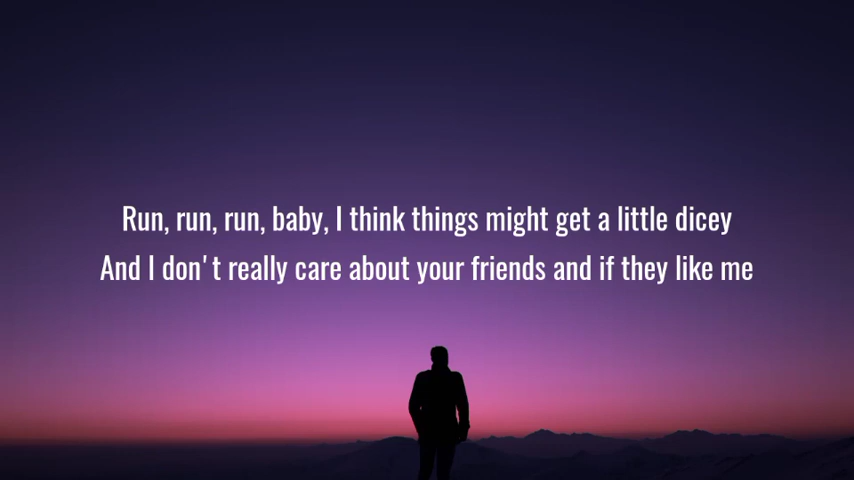 Run, run, run, baby, I think things might get a little dicey
And I don't really care about your friends and if they like me